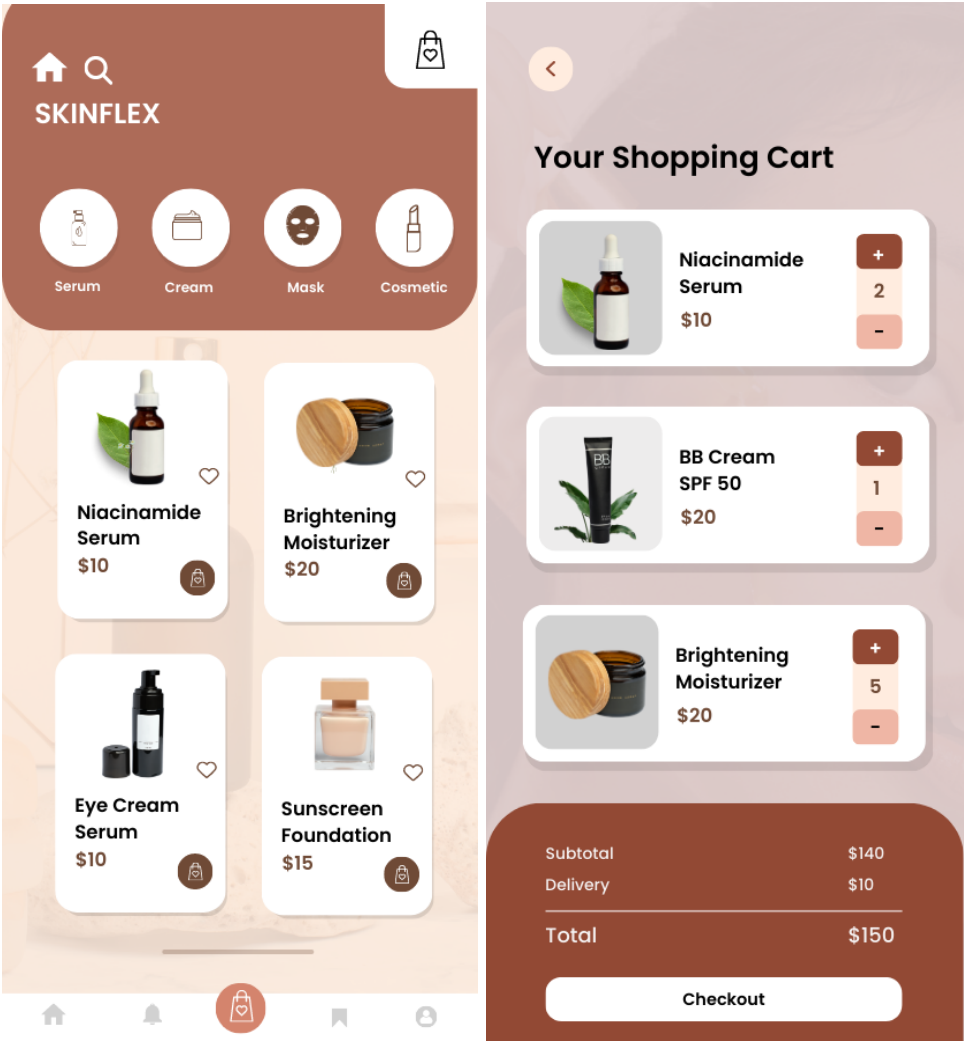 SKINFLEX
Serum
Cream
Mask
Cosmetic
Niacinamide
Serum
$10
Brightening
Moisturizer
$20
Eye Cream
Serum
$10
Sunscreen
Foundation
$15
Your Shopping Cart
Niacinamide
Serum
$10
+
2
-
BB
BB Cream
SPF 50
$20
+
1
-
Brightening
Moisturizer
$20
+
5
-
Subtotal $140
Delivery $10
Total $150
Checkout